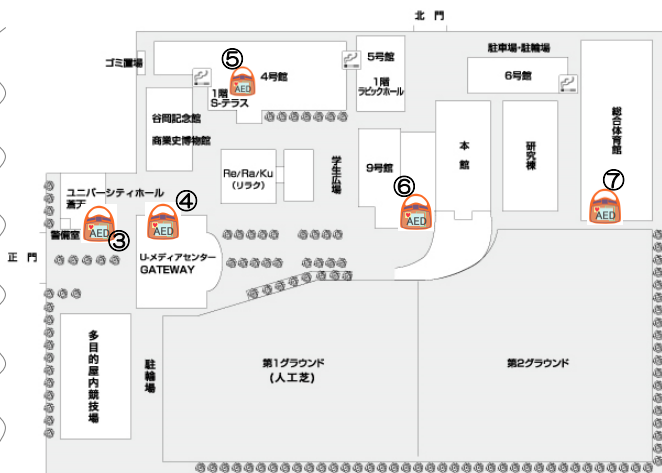 北 門
ゴミ置場
⑤
4号館
1階
S-テラス
AED
5号館
1階
ラビックホール
駐車場・駐輪場
6号館
総合体育館
谷岡記念館
商業史博物館
Re/Ra/Ku
(リラク)
学生広場
9号館
本館
研究棟
⑥
AED
⑦
AED
ユニバーシティホール
蒼天
警備室
AED
③
④
AED
正 門
U-メディアセンター
GATEWAY
多目的屋内競技場
駐輪場
第1グラウンド
(人工芝)
第2グラウンド